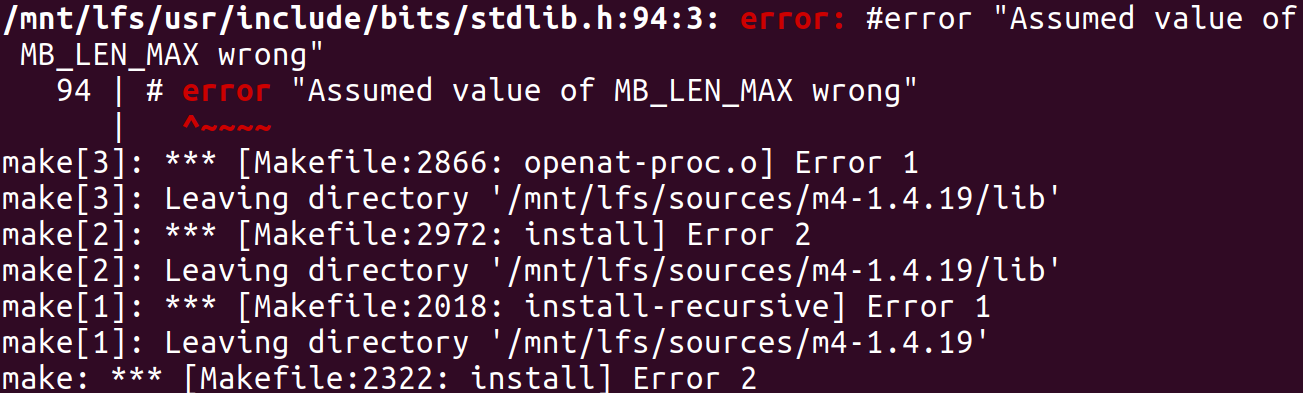 /mnt/lfs/usr/include/bits/stdlib.h:94:3: error: #error "Assumed value of
 MB_LEN_MAX wrong"
   94 | # error "Assumed value of MB_LEN_MAX wrong"
      |   ^~~~~
make[3]: *** [Makefile:2866: openat-proc.o] Error 1
make[3]: Leaving directory '/mnt/lfs/sources/m4-1.4.19/lib'
make[2]: *** [Makefile:2972: install] Error 2
make[2]: Leaving directory '/mnt/lfs/sources/m4-1.4.19/lib'
make[1]: *** [Makefile:2018: install-recursive] Error 1
make[1]: Leaving directory '/mnt/lfs/sources/m4-1.4.19'
make: *** [Makefile:2322: install] Error 2